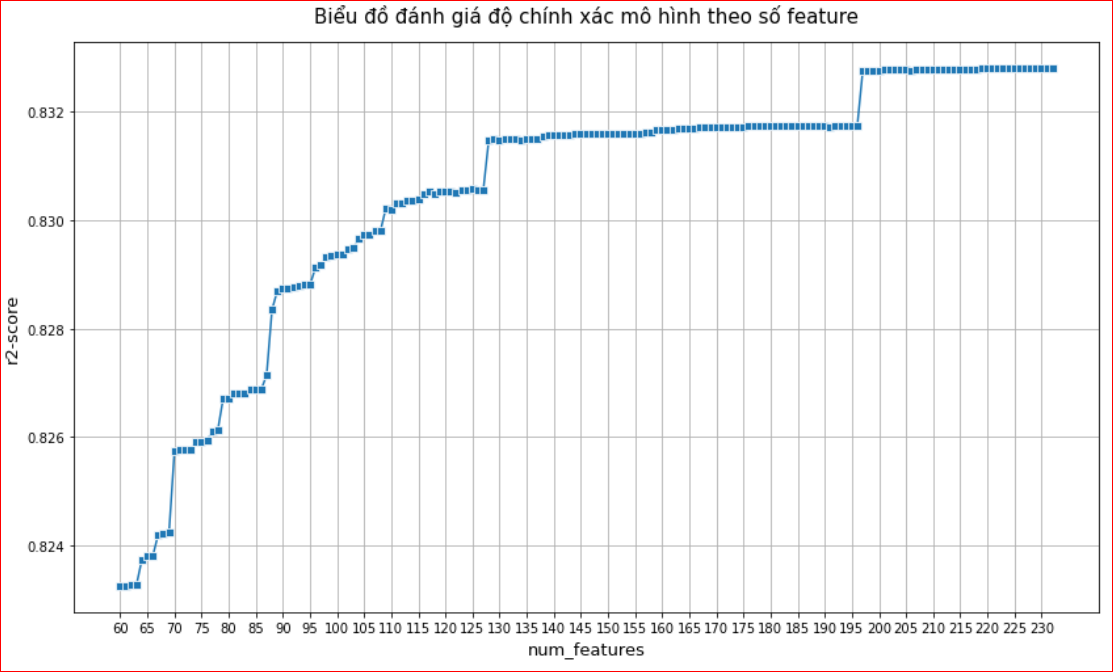 Biểu đồ đánh giá độ chính xác mô hình theo số feature
r2-score
0.832
0.830
0.828
0.826
0.824
60 65 70 75 80 85 90 95 100 105 110 115 120 125 130 135 140 145 150 155 160 165 170 175 180 185 190 195 200 205 210 215 220 225 230
num_features